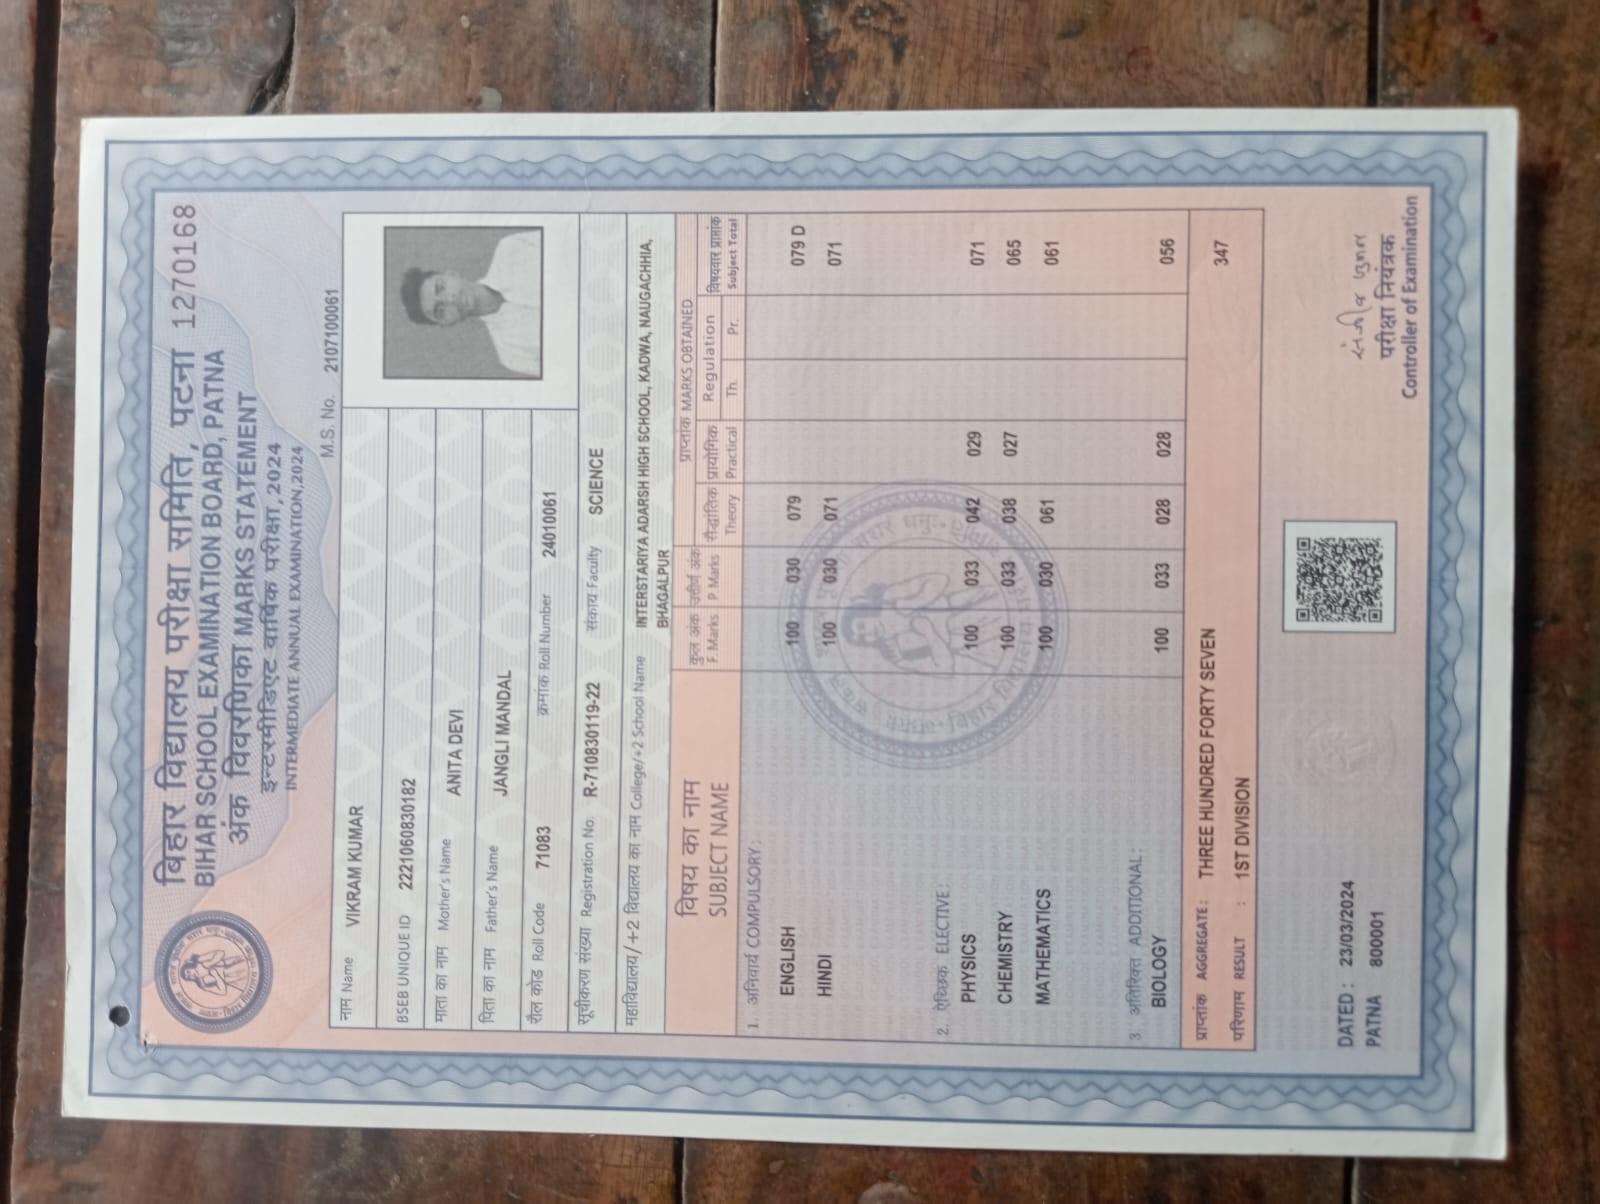 बिहार विद्यालय परीक्षा समिति, पटना 1270168
BIHAR SCHOOL EXAMINATION BOARD, PATNA
अंक विवरणिका MARKS STATEMENT
इन्टरमीडिएट वार्षिक परीक्षा, 2024
INTERMEDIATE ANNUAL EXAMINATION,2024
M.S. No. 2107100061
नाम Name VIKRAM KUMAR
BSEB UNIQUE ID 2221060830182
माता का नाम Mother's Name ANITA DEVI
पिता का नाम Father's Name JANGLI MANDAL
रौल कोड Roll Code 71083 क्रमांक Roll Number 24010061
सूचीकरण संख्या Registration No. R-710830119-22 संकाय Faculty SCIENCE
महाविद्यालय/+2 विद्यालय का नाम College/+2 School Name INTERSTARIYA ADARSH HIGH SCHOOL, KADWA, NAUGACHHIA,
BHAGALPUR
विषय का नाम
SUBJECT NAME
कुल अंक
F. Marks
उत्तीर्ण अंक
P. Marks
प्राप्तांक MARKS OBTAINED
सैद्धांतिक
Theory
प्रायोगिक
Practical
Regulation
Th. Pr.
विषयवार प्राप्तांक
Subject Total
1. अनिवार्य COMPULSORY:
ENGLISH 100 030 079 079 D
HINDI 100 030 071 071
2. ऐच्छिक ELECTIVE:
PHYSICS 100 033 042 029 071
CHEMISTRY 100 033 038 027 065
MATHEMATICS 100 030 061 061
3 अतिरिक्त ADDITIONAL:
BIOLOGY 100 033 028 028 056
प्राप्तांक AGGREGATE: THREE HUNDRED FORTY SEVEN 347
परिणाम RESULT : 1ST DIVISION
DATED : 23/03/2024
PATNA 800001
परीक्षा नियंत्रक
Controller of Examination